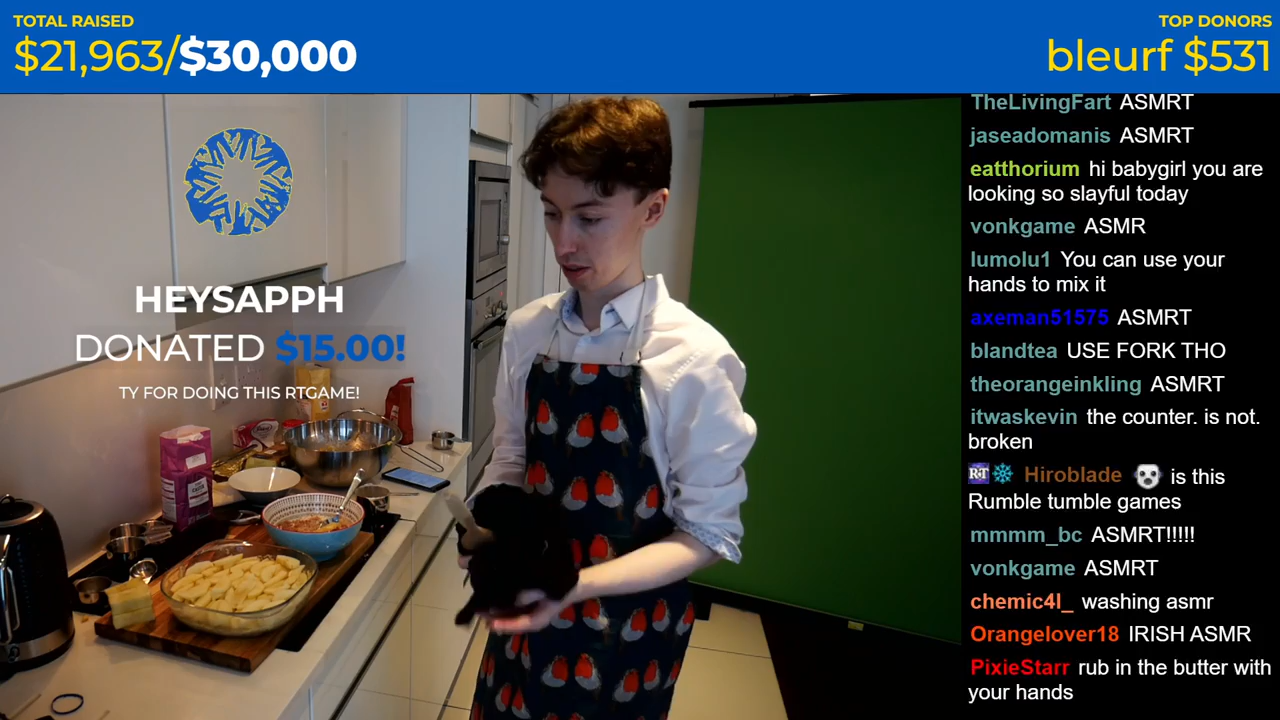 TOTAL RAISED
$21,963/$30,000
TOP DONORS
bleurf $531
HEYSAPPH
DONATED $15.00!
TY FOR DOING THIS RTGAME!
TheLivingFart ASMRT
jaseadomanis ASMRT
eatthorium hi babygirl you are
looking so slayful today
vonkgame ASMR
lumolu1 You can use your
hands to mix it
axeman51575 ASMRT
blandtea USE FORK THO
theorangeinkling ASMRT
itwaskevin the counter. is not.
broken
RT Hiroblade is this
Rumble tumble games
mmmm_bc ASMRT!!!!!
vonkgame ASMRT
chemic4l_ washing asmr
Orangelover18 IRISH ASMR
PixieStarr rub in the butter with
your hands